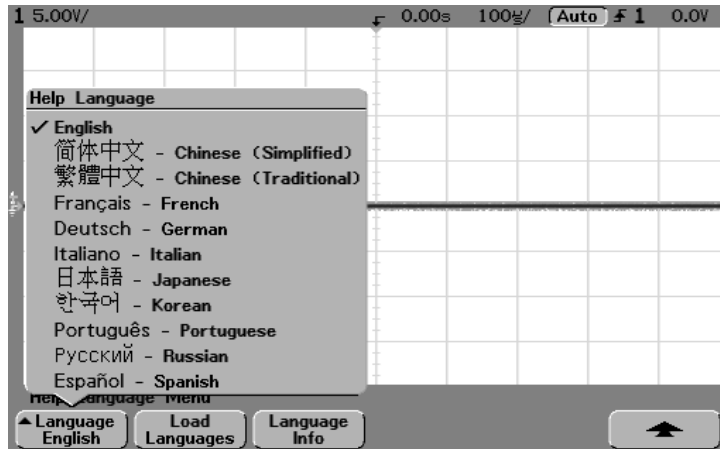 1 5.00V/ 0.00s 100µs/ Auto 1 0.0V
Help Language
✓ English
简体中文 - Chinese (Simplified)
繁體中文 - Chinese (Traditional)
Français - French
Deutsch - German
Italiano - Italian
日本語 - Japanese
한국어 - Korean
Português - Portuguese
Русский - Russian
Español - Spanish
Help Language Menu
Language English
Load Languages
Language Info